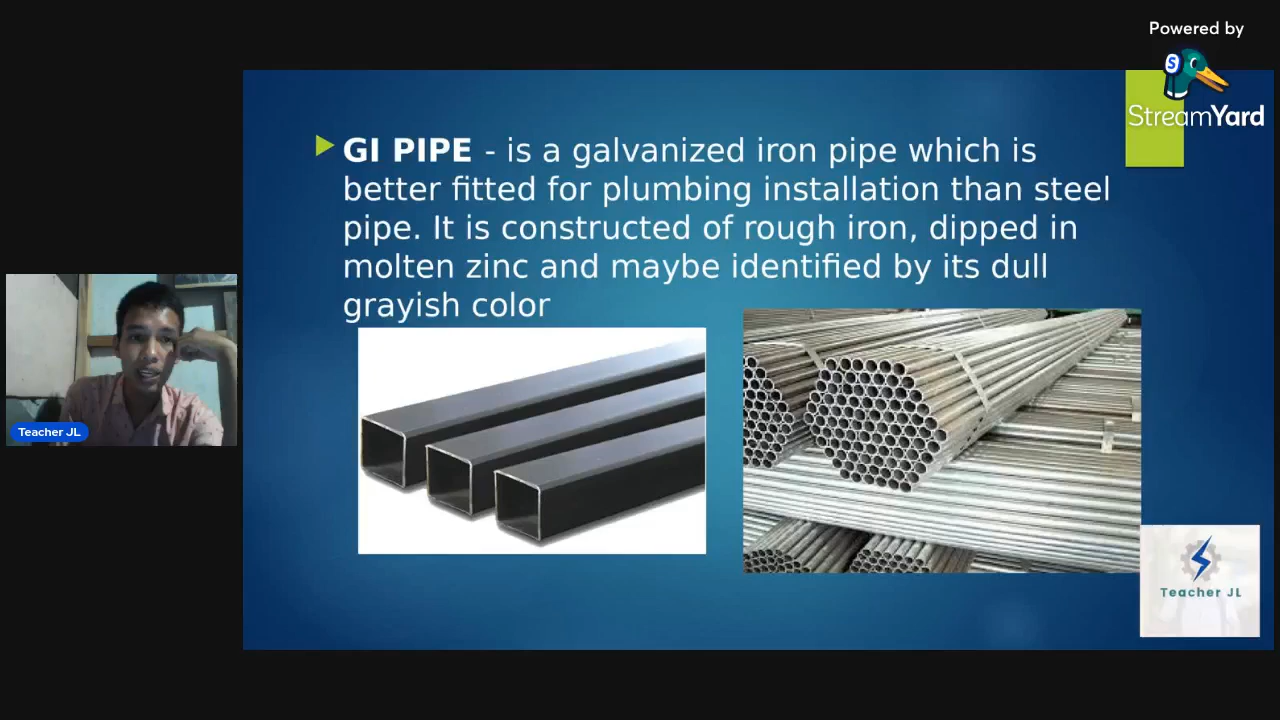 Powered by
StreamYard
GI PIPE - is a galvanized iron pipe which is
better fitted for plumbing installation than steel
pipe. It is constructed of rough iron, dipped in
molten zinc and maybe identified by its dull
grayish color
Teacher JL
Teacher JL